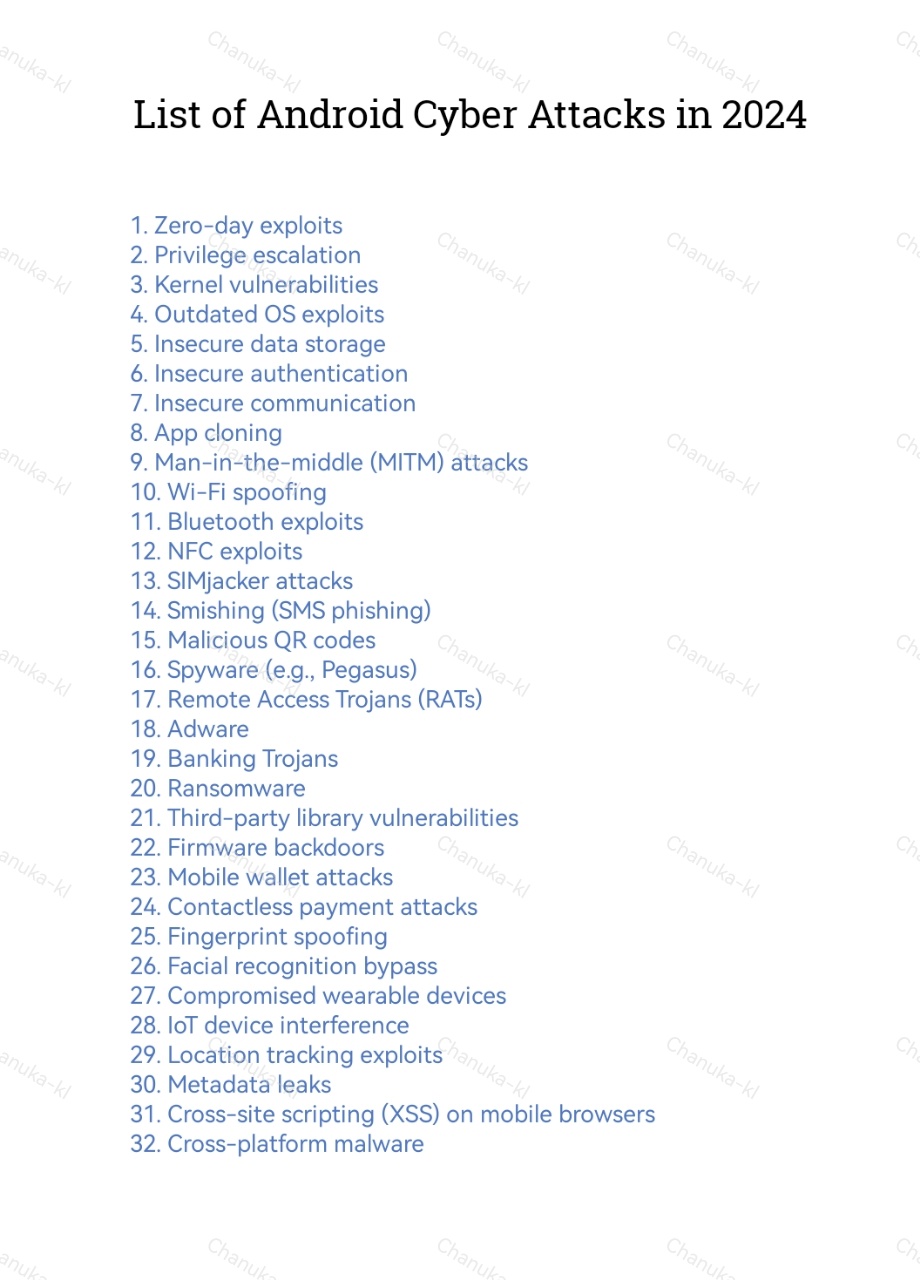 List of Android Cyber Attacks in 2024
1. Zero-day exploits
2. Privilege escalation
3. Kernel vulnerabilities
4. Outdated OS exploits
5. Insecure data storage
6. Insecure authentication
7. Insecure communication
8. App cloning
9. Man-in-the-middle (MITM) attacks
10. Wi-Fi spoofing
11. Bluetooth exploits
12. NFC exploits
13. SIMjacker attacks
14. Smishing (SMS phishing)
15. Malicious QR codes
16. Spyware (e.g., Pegasus)
17. Remote Access Trojans (RATs)
18. Adware
19. Banking Trojans
20. Ransomware
21. Third-party library vulnerabilities
22. Firmware backdoors
23. Mobile wallet attacks
24. Contactless payment attacks
25. Fingerprint spoofing
26. Facial recognition bypass
27. Compromised wearable devices
28. IoT device interference
29. Location tracking exploits
30. Metadata leaks
31. Cross-site scripting (XSS) on mobile browsers
32. Cross-platform malware
Chanuka-kl